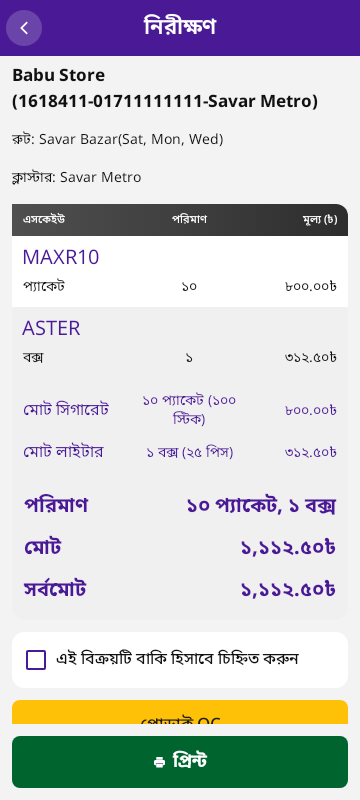 নিরীক্ষণ
Babu Store
(1618411-01711111111-Savar Metro)
রুট: Savar Bazar(Sat, Mon, Wed)
ক্লাস্টার: Savar Metro
এসকেইউ পরিমাণ মূল্য (৳)
MAXR10
প্যাকেট ১০ ৮০০.০০৳
ASTER
বক্স ১ ৩১২.৫০৳
মোট সিগারেট ১০ প্যাকেট (১০০ স্টিক) ৮০০.০০৳
মোট লাইটার ১ বক্স (২৫ পিস) ৩১২.৫০৳
পরিমাণ ১০ প্যাকেট, ১ বক্স
মোট ১,১১২.৫০৳
সর্বমোট ১,১১২.৫০৳
এই বিক্রয়টি বাকি হিসাবে চিহ্নিত করুন
প্রিন্ট